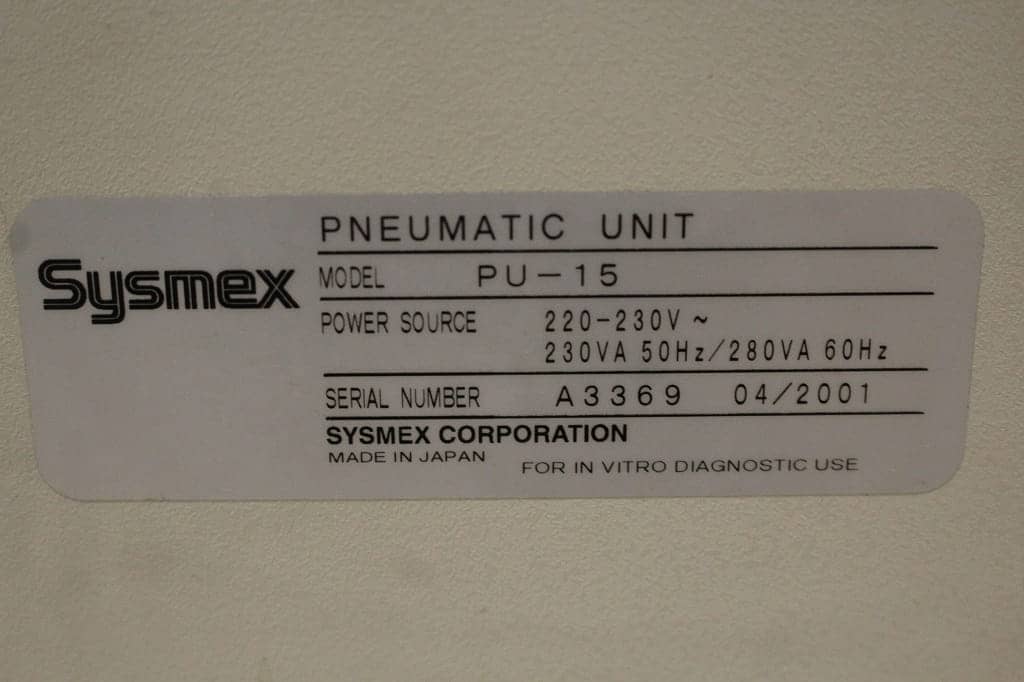 Sysmex
PNEUMATIC UNIT
MODEL PU-15
POWER SOURCE 220-230V ~
230VA 50Hz/280VA 60Hz
SERIAL NUMBER A3369 04/2001
SYSMEX CORPORATION
MADE IN JAPAN FOR IN VITRO DIAGNOSTIC USE